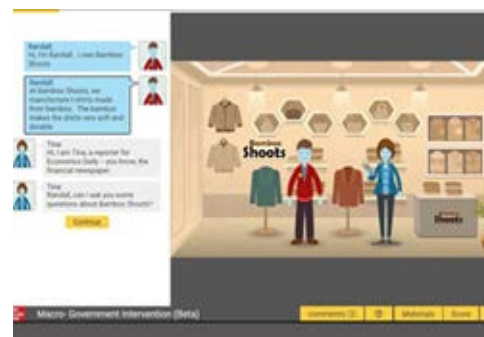 Randall
Hi, I'm Randall. I own Bamboo
Shoots
Randall
At Bamboo Shoots, we
manufacture t-shirts made
from bamboo. The bamboo
makes the shirts very soft and
durable
Tina
Hi, I am Tina, a reporter for
Economics Daily – you know, the
financial newspaper.
Tina
Randall, can I ask you some
questions about Bamboo Shoots?
Continue
Bamboo
Shoots
Shoots
Macro- Government Intervention (Beta)
comments (2)
Materials
Score